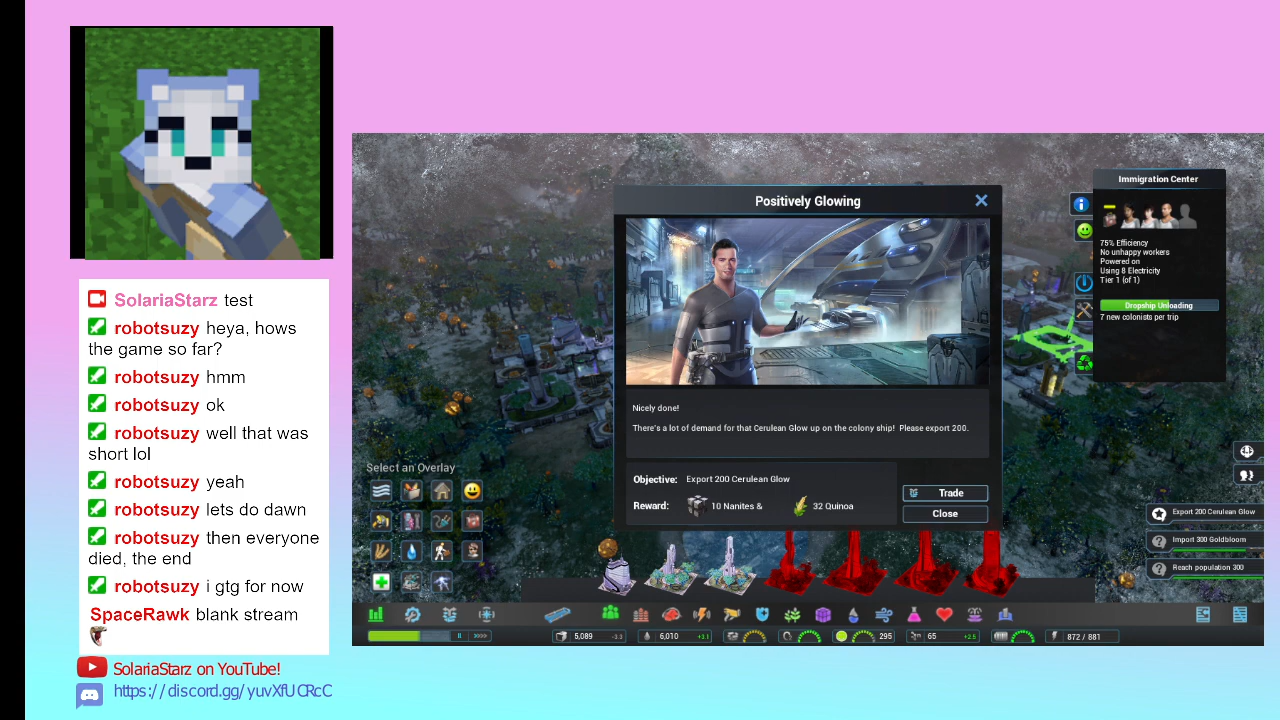 SolariaStarz test
robotsuzy heya, hows
the game so far?
robotsuzy hmm
robotsuzy ok
robotsuzy well that was
short lol
robotsuzy yeah
robotsuzy lets do dawn
robotsuzy then everyone
died, the end
robotsuzy i gtg for now
SpaceRawk blank stream
SolariaStarz on YouTube!
https://discord.gg/yuvXfUCRcC
Positively Glowing
Nicely done!
There's a lot of demand for that Cerulean Glow up on the colony ship! Please export 200.
Objective: Export 200 Cerulean Glow
Reward: 10 Nanites & 32 Quinoa
Trade
Close
Immigration Center
75% Efficiency
No unhappy workers
Powered on
Using 8 Electricity
Tier 1 (of 1)
Dropship Unloading
7 new colonists per trip
Select an Overlay
Export 200 Cerulean Glow
Import 300 Goldbloom
Reach population 300
5,089 -3.3 6,010 +3.1 295 65 +2.5 872 / 881